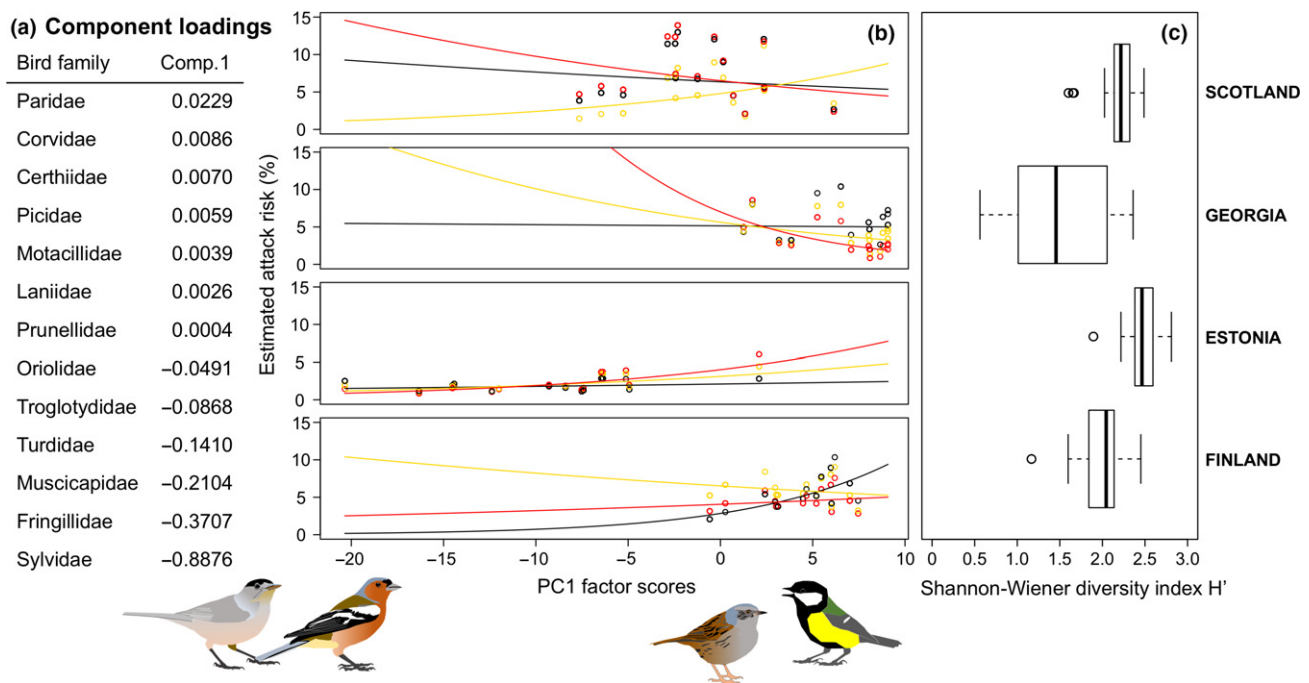 (a) Component loadings
Bird family Comp.1
Paridae 0.0229
Corvidae 0.0086
Certhiidae 0.0070
Picidae 0.0059
Motacillidae 0.0039
Laniidae 0.0026
Prunellidae 0.0004
Oriolidae −0.0491
Troglotydidae −0.0868
Turdidae −0.1410
Muscicapidae −0.2104
Fringillidae −0.3707
Sylvidae −0.8876
(b)
Estimated attack risk (%)
15
10
5
0
15
10
5
0
15
10
5
0
15
10
5
0
−20 −15 −10 −5 0 5 10
PC1 factor scores
(c)
SCOTLAND
GEORGIA
ESTONIA
FINLAND
0 0.5 1.0 1.5 2.0 2.5 3.0
Shannon-Wiener diversity index H'